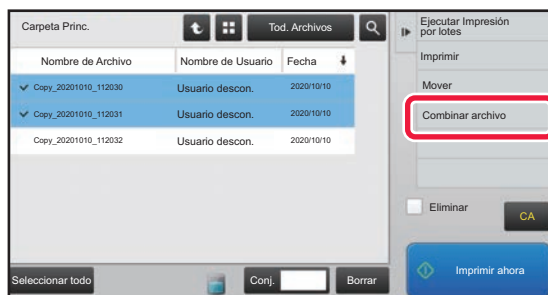 Carpeta Princ.
Tod. Archivos
Nombre de Archivo Nombre de Usuario Fecha
Copy_20201010_112030 Usuario descon. 2020/10/10
Copy_20201010_112031 Usuario descon. 2020/10/10
Copy_20201010_112032 Usuario descon. 2020/10/10
Seleccionar todo
Conj.
Borrar
Ejecutar Impresión
por lotes
Imprimir
Mover
Combinar archivo
Eliminar
CA
Imprimir ahora